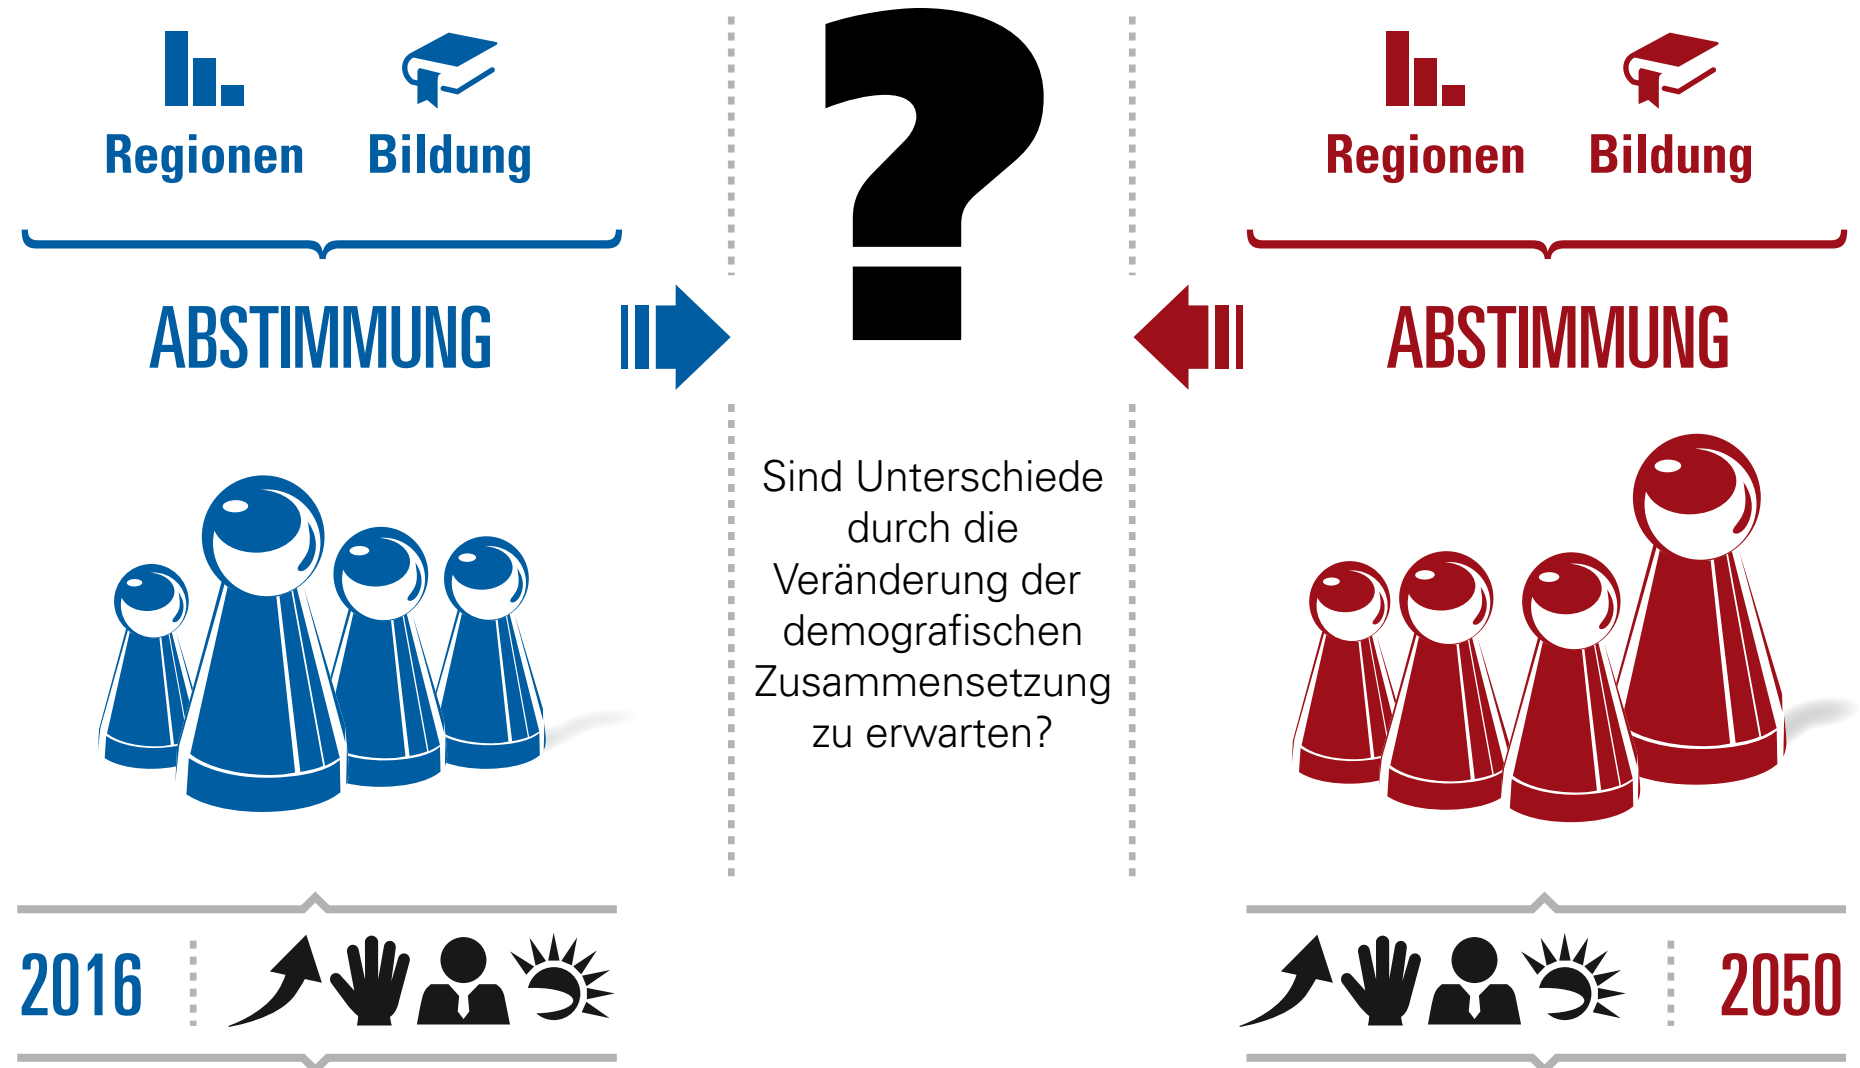 Regionen Bildung
ABSTIMMUNG
2016
Sind Unterschiede
durch die
Veränderung der
demografischen
Zusammensetzung
zu erwarten?
Regionen Bildung
ABSTIMMUNG
2050